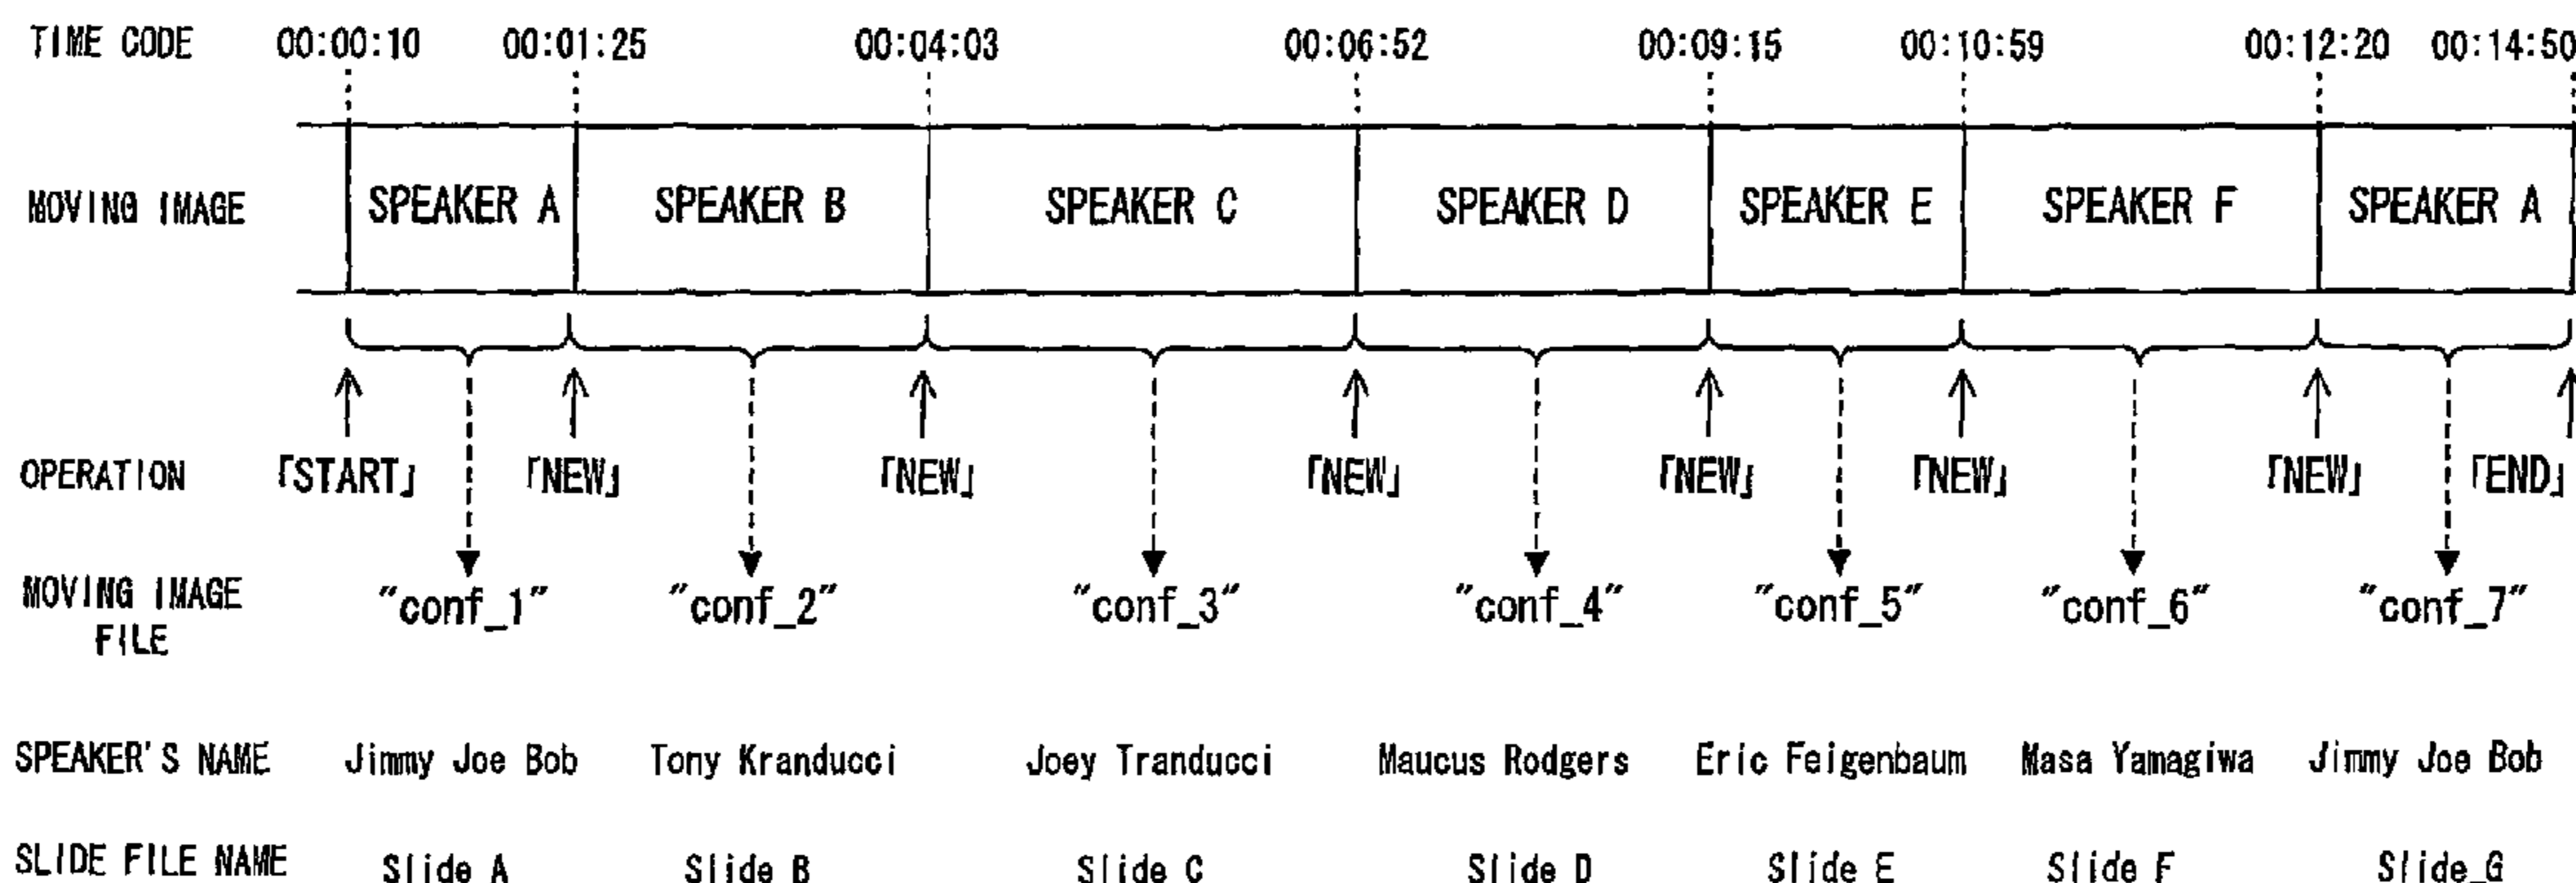 TIME CODE 00:00:10 00:01:25 00:04:03 00:06:52 00:09:15 00:10:59 00:12:20 00:14:50
MOVING IMAGE SPEAKER A SPEAKER B SPEAKER C SPEAKER D SPEAKER E SPEAKER F SPEAKER A
OPERATION 「START」 「NEW」 「NEW」 「NEW」 「NEW」 「NEW」 「NEW」 「END」
MOVING IMAGE "conf_1" "conf_2" "conf_3" "conf_4" "conf_5" "conf_6" "conf_7"
FILE
SPEAKER'S NAME Jimmy Joe Bob Tony Kranducci Joey Tranducci Maucus Rodgers Eric Feigenbaum Masa Yamagiwa Jimmy Joe Bob
SLIDE FILE NAME Slide A Slide B Slide C Slide D Slide E Slide F Slide_G